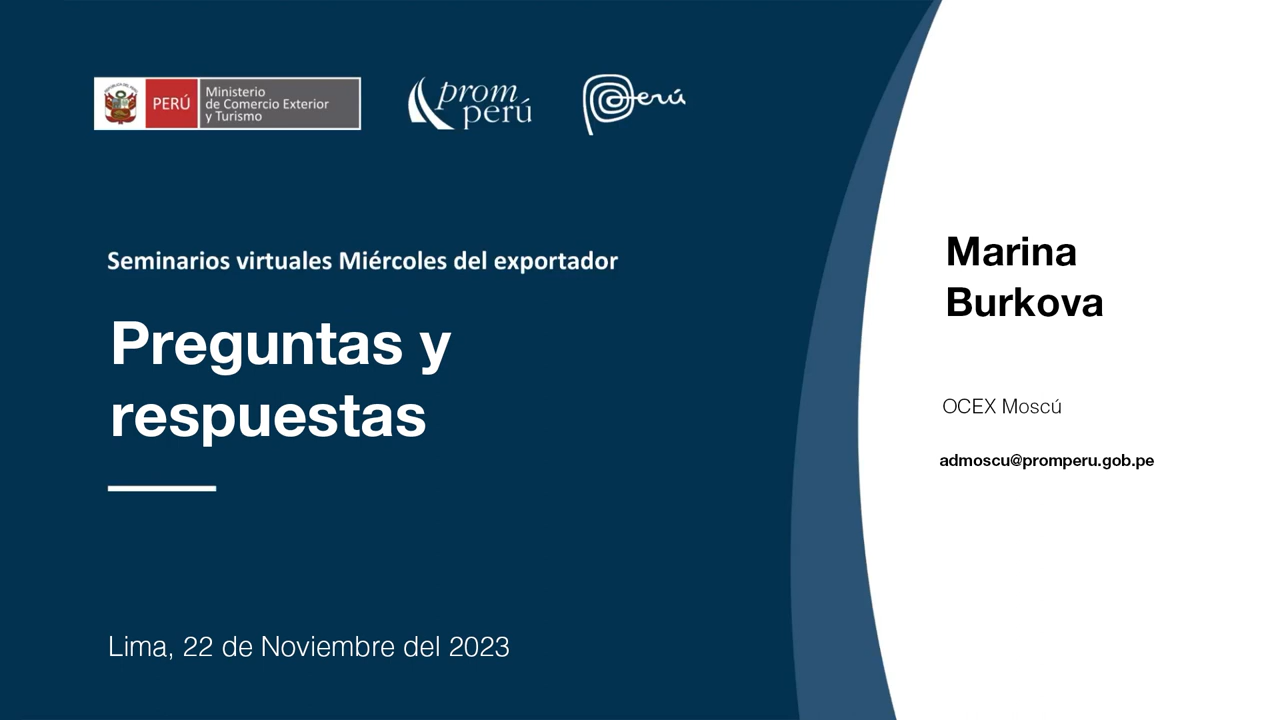 PERÚ
Ministerio
de Comercio Exterior
y Turismo
prom
perú
Perú
Seminarios virtuales Miércoles del exportador
Preguntas y
respuestas
Lima, 22 de Noviembre del 2023
Marina
Burkova
OCEX Moscú
admoscu@promperu.gob.pe